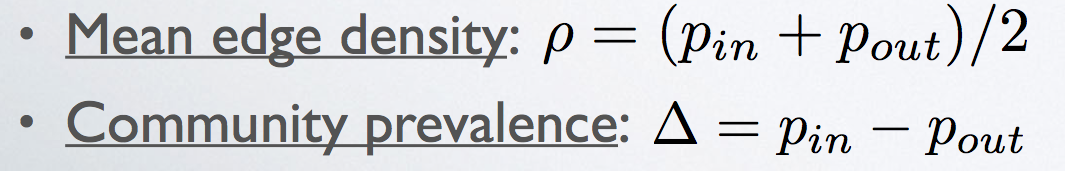 • Mean edge density: ρ = (p_in + p_out)/2
• Community prevalence: Δ = p_in − p_out